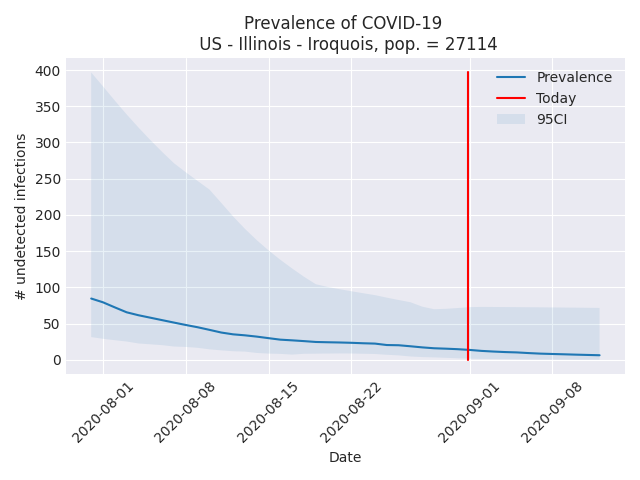 Prevalence of COVID-19
US - Illinois - Iroquois, pop. = 27114
# undetected infections
400
350
300
250
200
150
100
50
0
Prevalence
Today
95CI
2020-08-01
2020-08-08
2020-08-15
2020-08-22
2020-09-01
2020-09-08
Date